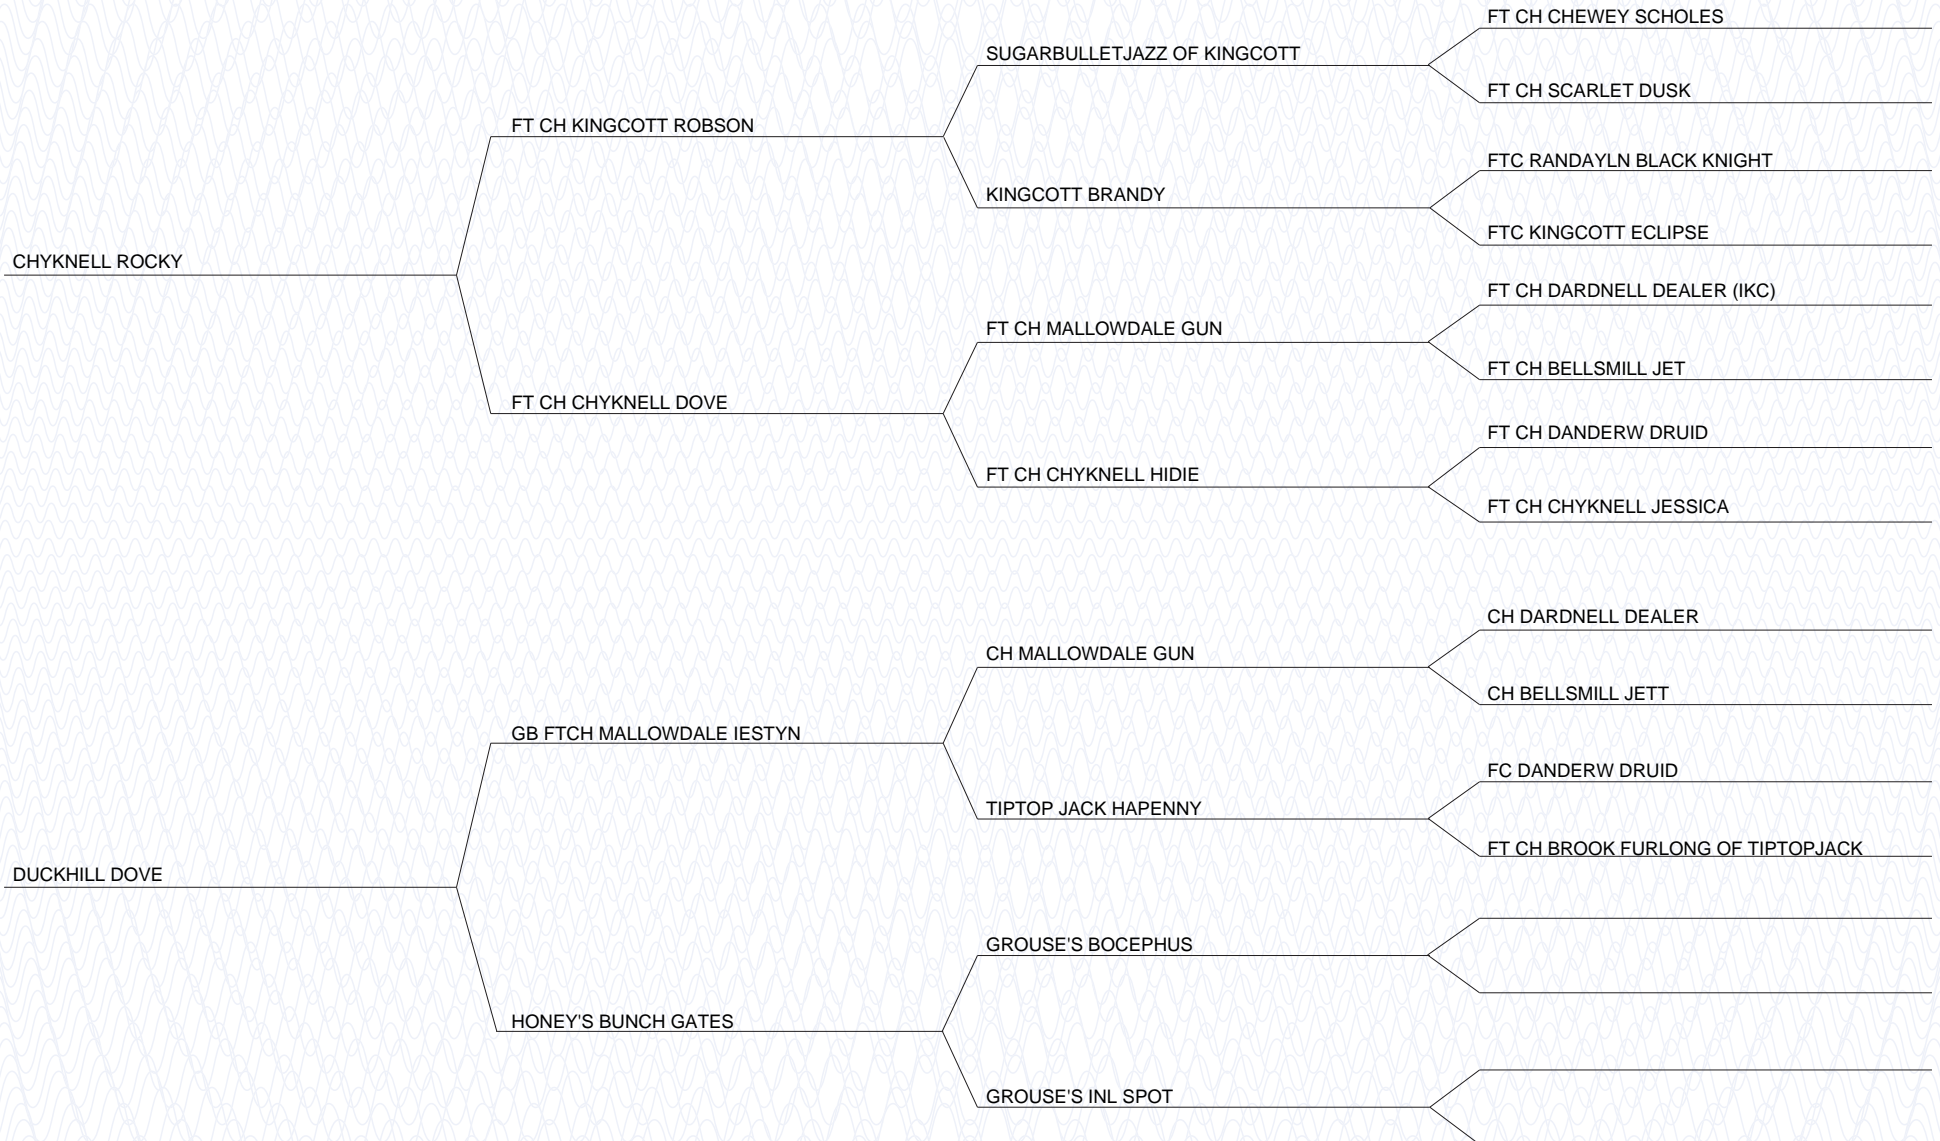 FT CH CHEWEY SCHOLES
SUGARBULLETJAZZ OF KINGCOTT
FT CH SCARLET DUSK
FT CH KINGCOTT ROBSON
FTC RANDAYLN BLACK KNIGHT
KINGCOTT BRANDY
FTC KINGCOTT ECLIPSE
CHYKNELL ROCKY
FT CH DARDNELL DEALER (IKC)
FT CH MALLOWDALE GUN
FT CH BELLSMILL JET
FT CH CHYKNELL DOVE
FT CH DANDERW DRUID
FT CH CHYKNELL HIDIE
FT CH CHYKNELL JESSICA
CH DARDNELL DEALER
CH MALLOWDALE GUN
CH BELLSMILL JETT
GB FTCH MALLOWDALE IESTYN
FC DANDERW DRUID
TIPTOP JACK HAPENNY
FT CH BROOK FURLONG OF TIPTOPJACK
DUCKHILL DOVE
GROUSE'S BOCEPHUS
HONEY'S BUNCH GATES
GROUSE'S INL SPOT